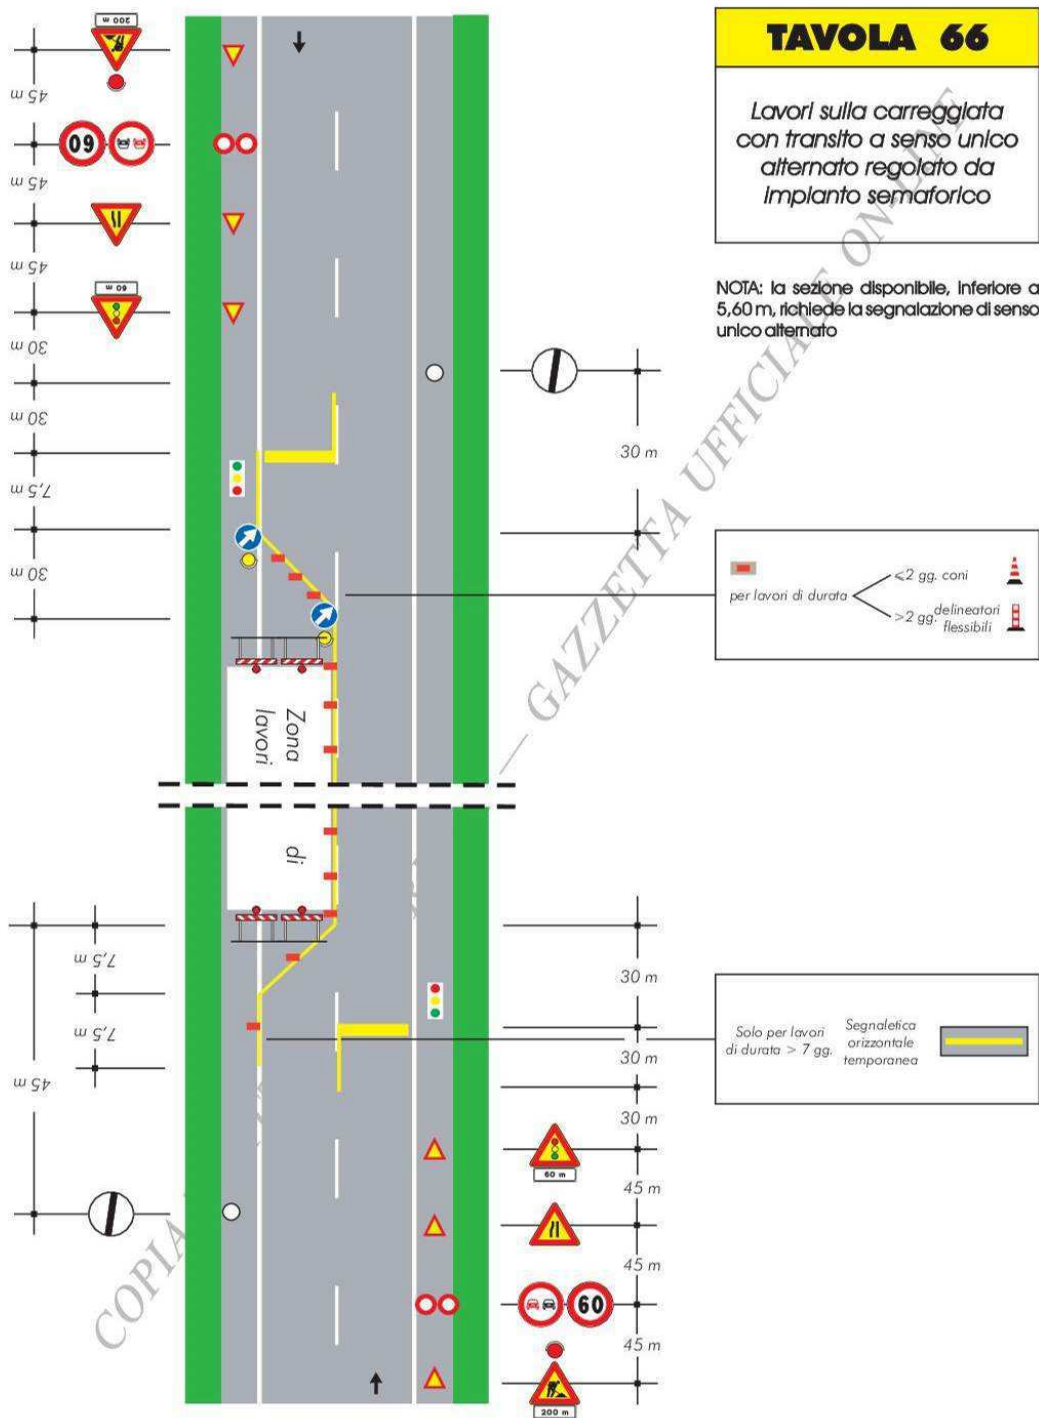 TAVOLA 66
Lavori sulla carreggiata
con transito a senso unico
alternato regolato da
impianto semaforico
NOTA: la sezione disponibile, inferiore a
5,60 m, richiede la segnalazione di senso
unico alternato
200 m
45 m
60
45 m
45 m
60 m
30 m
30 m
7,5 m
30 m
30 m
per lavori di durata
<2 gg. coni
>2 gg. delineatori
flessibili
Zona
lavori
di
7,5 m
7,5 m
45 m
30 m
30 m
30 m
Solo per lavori
di durata > 7 gg.
Segnaletica
orizzontale
temporanea
60 m
45 m
45 m
60
45 m
200 m
COPIA
GAZZETTA UFFICIALE ON-LINE